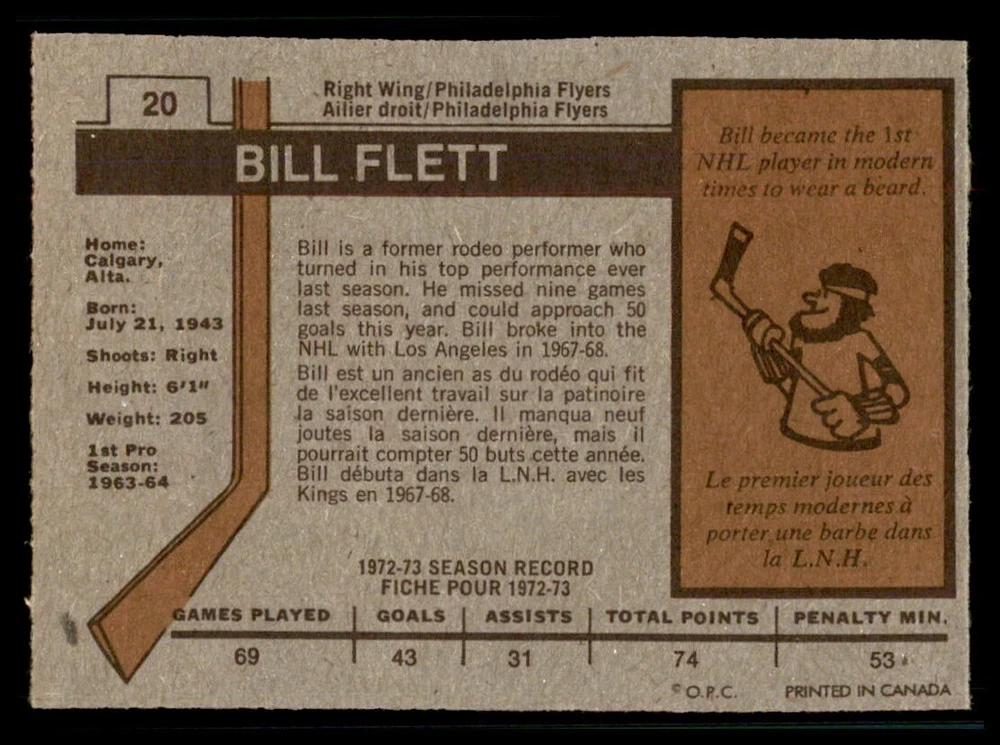 20
Right Wing/Philadelphia Flyers
Ailier droit/Philadelphia Flyers
BILL FLETT
Home:
Calgary,
Alta.
Born:
July 21, 1943
Shoots: Right
Height: 6'1"
Weight: 205
1st Pro
Season:
1963-64
Bill is a former rodeo performer who
turned in his top performance ever
last season. He missed nine games
last season, and could approach 50
goals this year. Bill broke into the
NHL with Los Angeles in 1967-68.
Bill est un ancien as du rodéo qui fit
de l'excellent travail sur la patinoire
la saison dernière. Il manqua neuf
joutes la saison dernière, mais il
pourrait compter 50 buts cette année.
Bill débuta dans la L.N.H. avec les
Kings en 1967-68.
Bill became the 1st
NHL player in modern
times to wear a beard.
Le premier joueur des
temps modernes à
porter une barbe dans
la L.N.H.
1972-73 SEASON RECORD
FICHE POUR 1972-73
GAMES PLAYED GOALS ASSISTS TOTAL POINTS PENALTY MIN.
69 43 31 74 53
© O.P.C. PRINTED IN CANADA